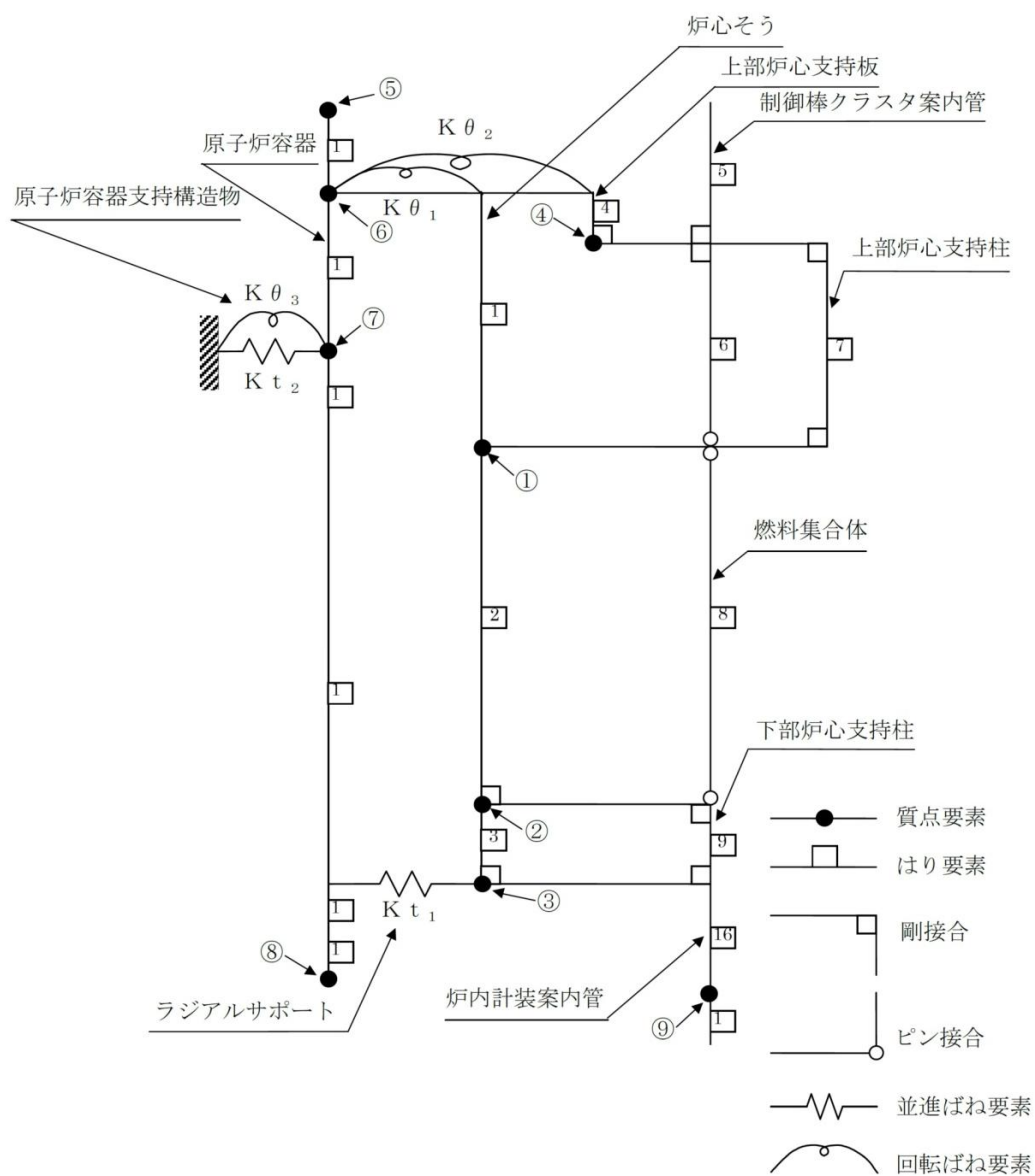 炉心そう
上部炉心支持板
制御棒クラスタ案内管
⑤
Kθ₂
1
原子炉容器
5
原子炉容器支持構造物
Kθ₁
4
⑥
④
上部炉心支持柱
1
Kθ₃
1
⑦
6
7
Kt₂
1
①
燃料集合体
2
8
1
下部炉心支持柱
②
質点要素
3
9
はり要素
③
Kt₁
1
剛接合
16
⑧
1
炉内計装案内管
ラジアルサポート
⑨
1
ピン接合
並進ばね要素
回転ばね要素